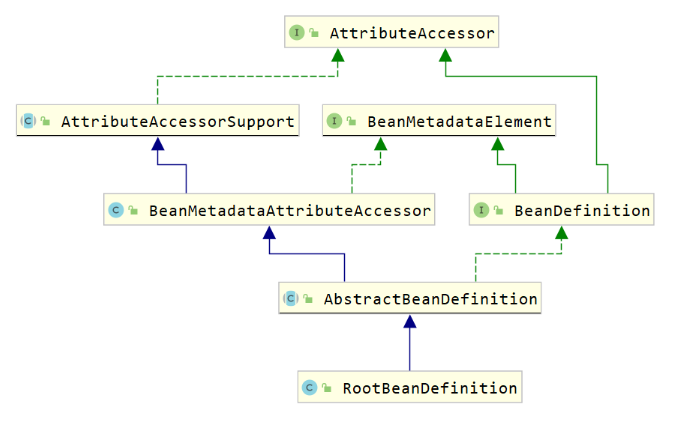 I AttributeAccessor
C AttributeAccessorSupport
I BeanMetadataElement
C BeanMetadataAttributeAccessor
I BeanDefinition
C AbstractBeanDefinition
C RootBeanDefinition